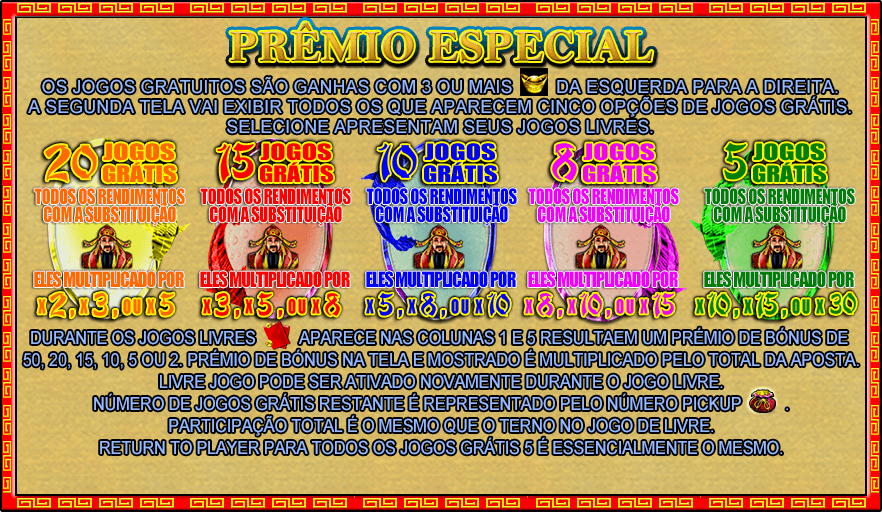 PRÊMIO ESPECIAL
OS JOGOS GRATUITOS SÃO GANHAS COM 3 OU MAIS DA ESQUERDA PARA A DIREITA.
A SEGUNDA TELA VAI EXIBIR TODOS OS QUE APARECEM CINCO OPÇÕES DE JOGOS GRÁTIS.
SELECIONE APRESENTAM SEUS JOGOS LIVRES.
20 JOGOS GRÁTIS
TODOS OS RENDIMENTOS
COM A SUBSTITUIÇÃO
ELES MULTIPLICADO POR
X2, X3, OU X5
15 JOGOS GRÁTIS
TODOS OS RENDIMENTOS
COM A SUBSTITUIÇÃO
ELES MULTIPLICADO POR
X3, X5, OU X8
10 JOGOS GRÁTIS
TODOS OS RENDIMENTOS
COM A SUBSTITUIÇÃO
ELES MULTIPLICADO POR
X5, X8, OU X10
8 JOGOS GRÁTIS
TODOS OS RENDIMENTOS
COM A SUBSTITUIÇÃO
ELES MULTIPLICADO POR
X8, X10, OU X15
5 JOGOS GRÁTIS
TODOS OS RENDIMENTOS
COM A SUBSTITUIÇÃO
ELES MULTIPLICADO POR
X10, X15, OU X30
DURANTE OS JOGOS LIVRES APARECE NAS COLUNAS 1 E 5 RESULTAEM UM PRÉMIO DE BÓNUS DE
50, 20, 15, 10, 5 OU 2. PRÉMIO DE BÓNUS NA TELA E MOSTRADO É MULTIPLICADO PELO TOTAL DA APOSTA.
LIVRE JOGO PODE SER ATIVADO NOVAMENTE DURANTE O JOGO LIVRE.
NÚMERO DE JOGOS GRÁTIS RESTANTE É REPRESENTADO PELO NÚMERO PICKUP .
PARTICIPAÇÃO TOTAL É O MESMO QUE O TERNO NO JOGO DE LIVRE.
RETURN TO PLAYER PARA TODOS OS JOGOS GRÁTIS 5 É ESSENCIALMENTE O MESMO.